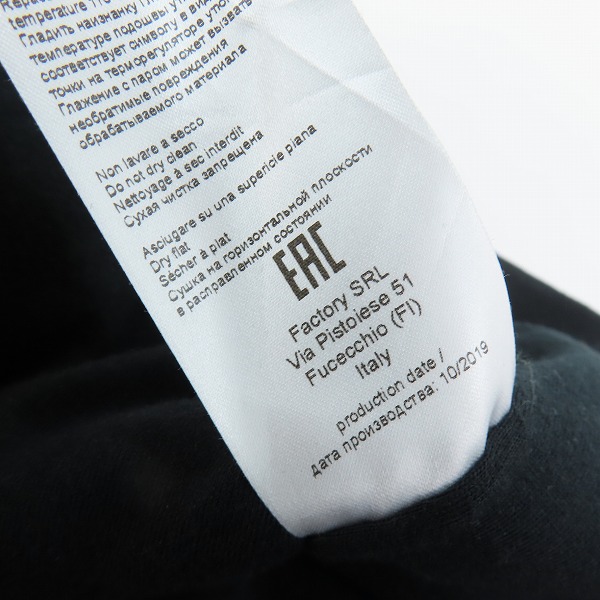 temperature
Гладить наизнанку
температуре подошвы
соответствует символу в
точки на терморегуляторе
Глажение с паром может вызвать
необратимые повреждения
обрабатываемого материала
Non lavare a secco
Do not dry clean
Nettoyage à sec interdit
Сухая чистка запрещена
Asciugare su una supericie piana
Dry flat
Sécher à plat
Сушка на горизонтальной плоскости
в расправленном состоянии
EAC
Factory SRL
Via Pistoiese 51
Fucecchio (FI)
Italy
production date /
дата производства: 10/2019